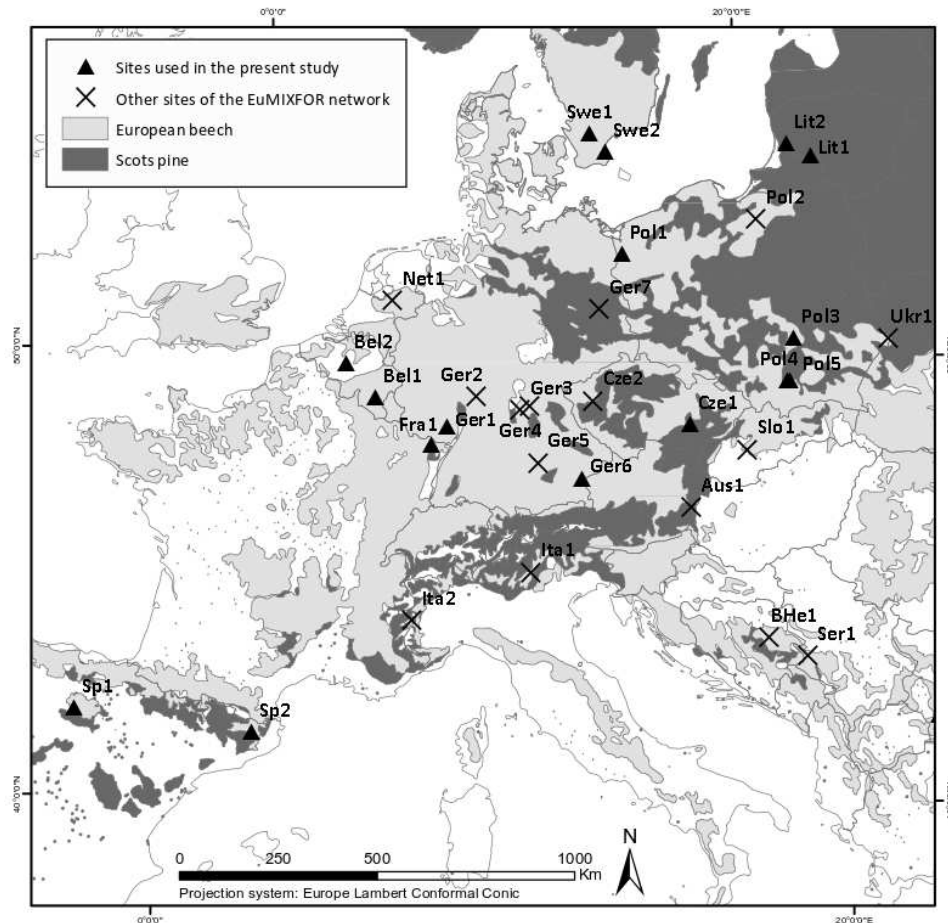 0°0'0" 20°0'0"E
Sites used in the present study
Other sites of the EuMIXFOR network
European beech
Scots pine
Swe1
Swe2
Lit2
Lit1
Pol2
Pol1
Net1
Ger7
Pol3
Ukr1
50°0'0"N
Bel2
Pol4
Pol5
Bel1
Ger2
Ger3
Cze2
Cze1
Fra1
Ger1
Ger4
Ger5
Slo1
Ger6
Aus1
Ita1
Ita2
BHe1
Ser1
Sp1
Sp2
40°0'0"N
N
0 250 500 1000
Km
Projection system: Europe Lambert Conformal Conic
0°0'0" 20°0'0"E